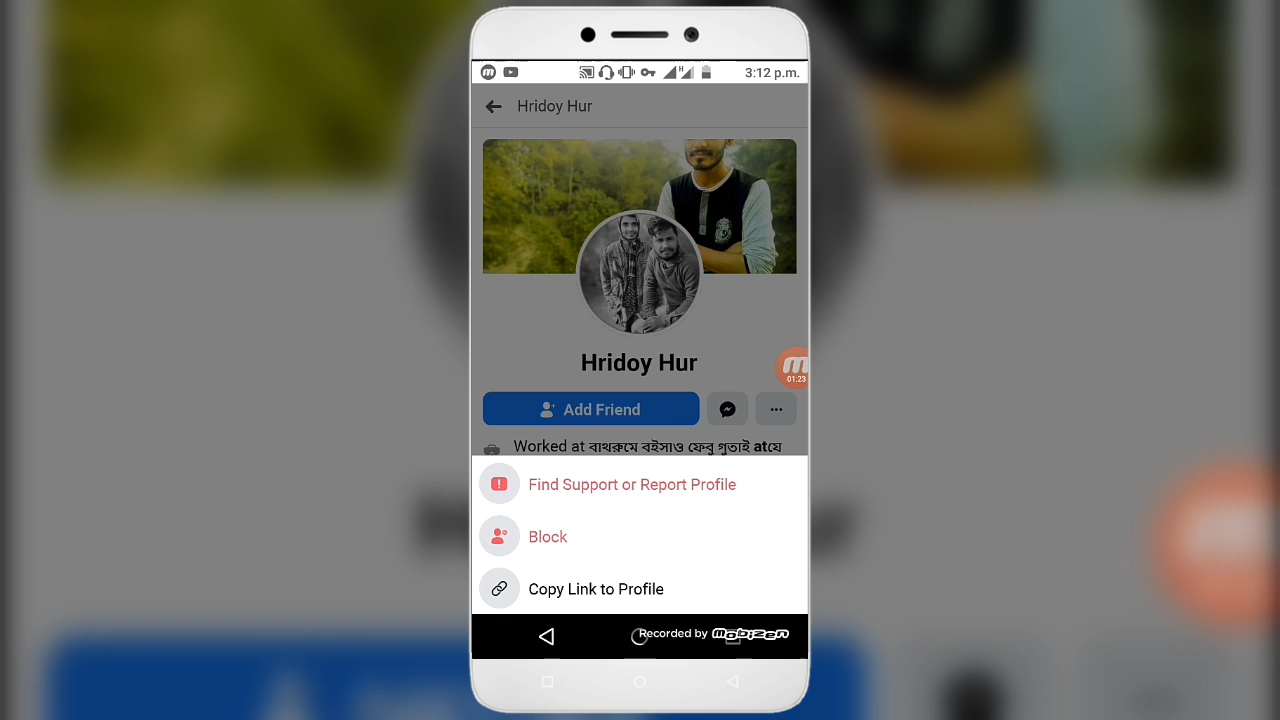 3:12 p.m.
Hridoy Hur
Hridoy Hur
01:23
Add Friend
Worked at বাথরুমে বইসাও ফেবু গুতাই atযে
Find Support or Report Profile
Block
Copy Link to Profile
Recorded by mobizen